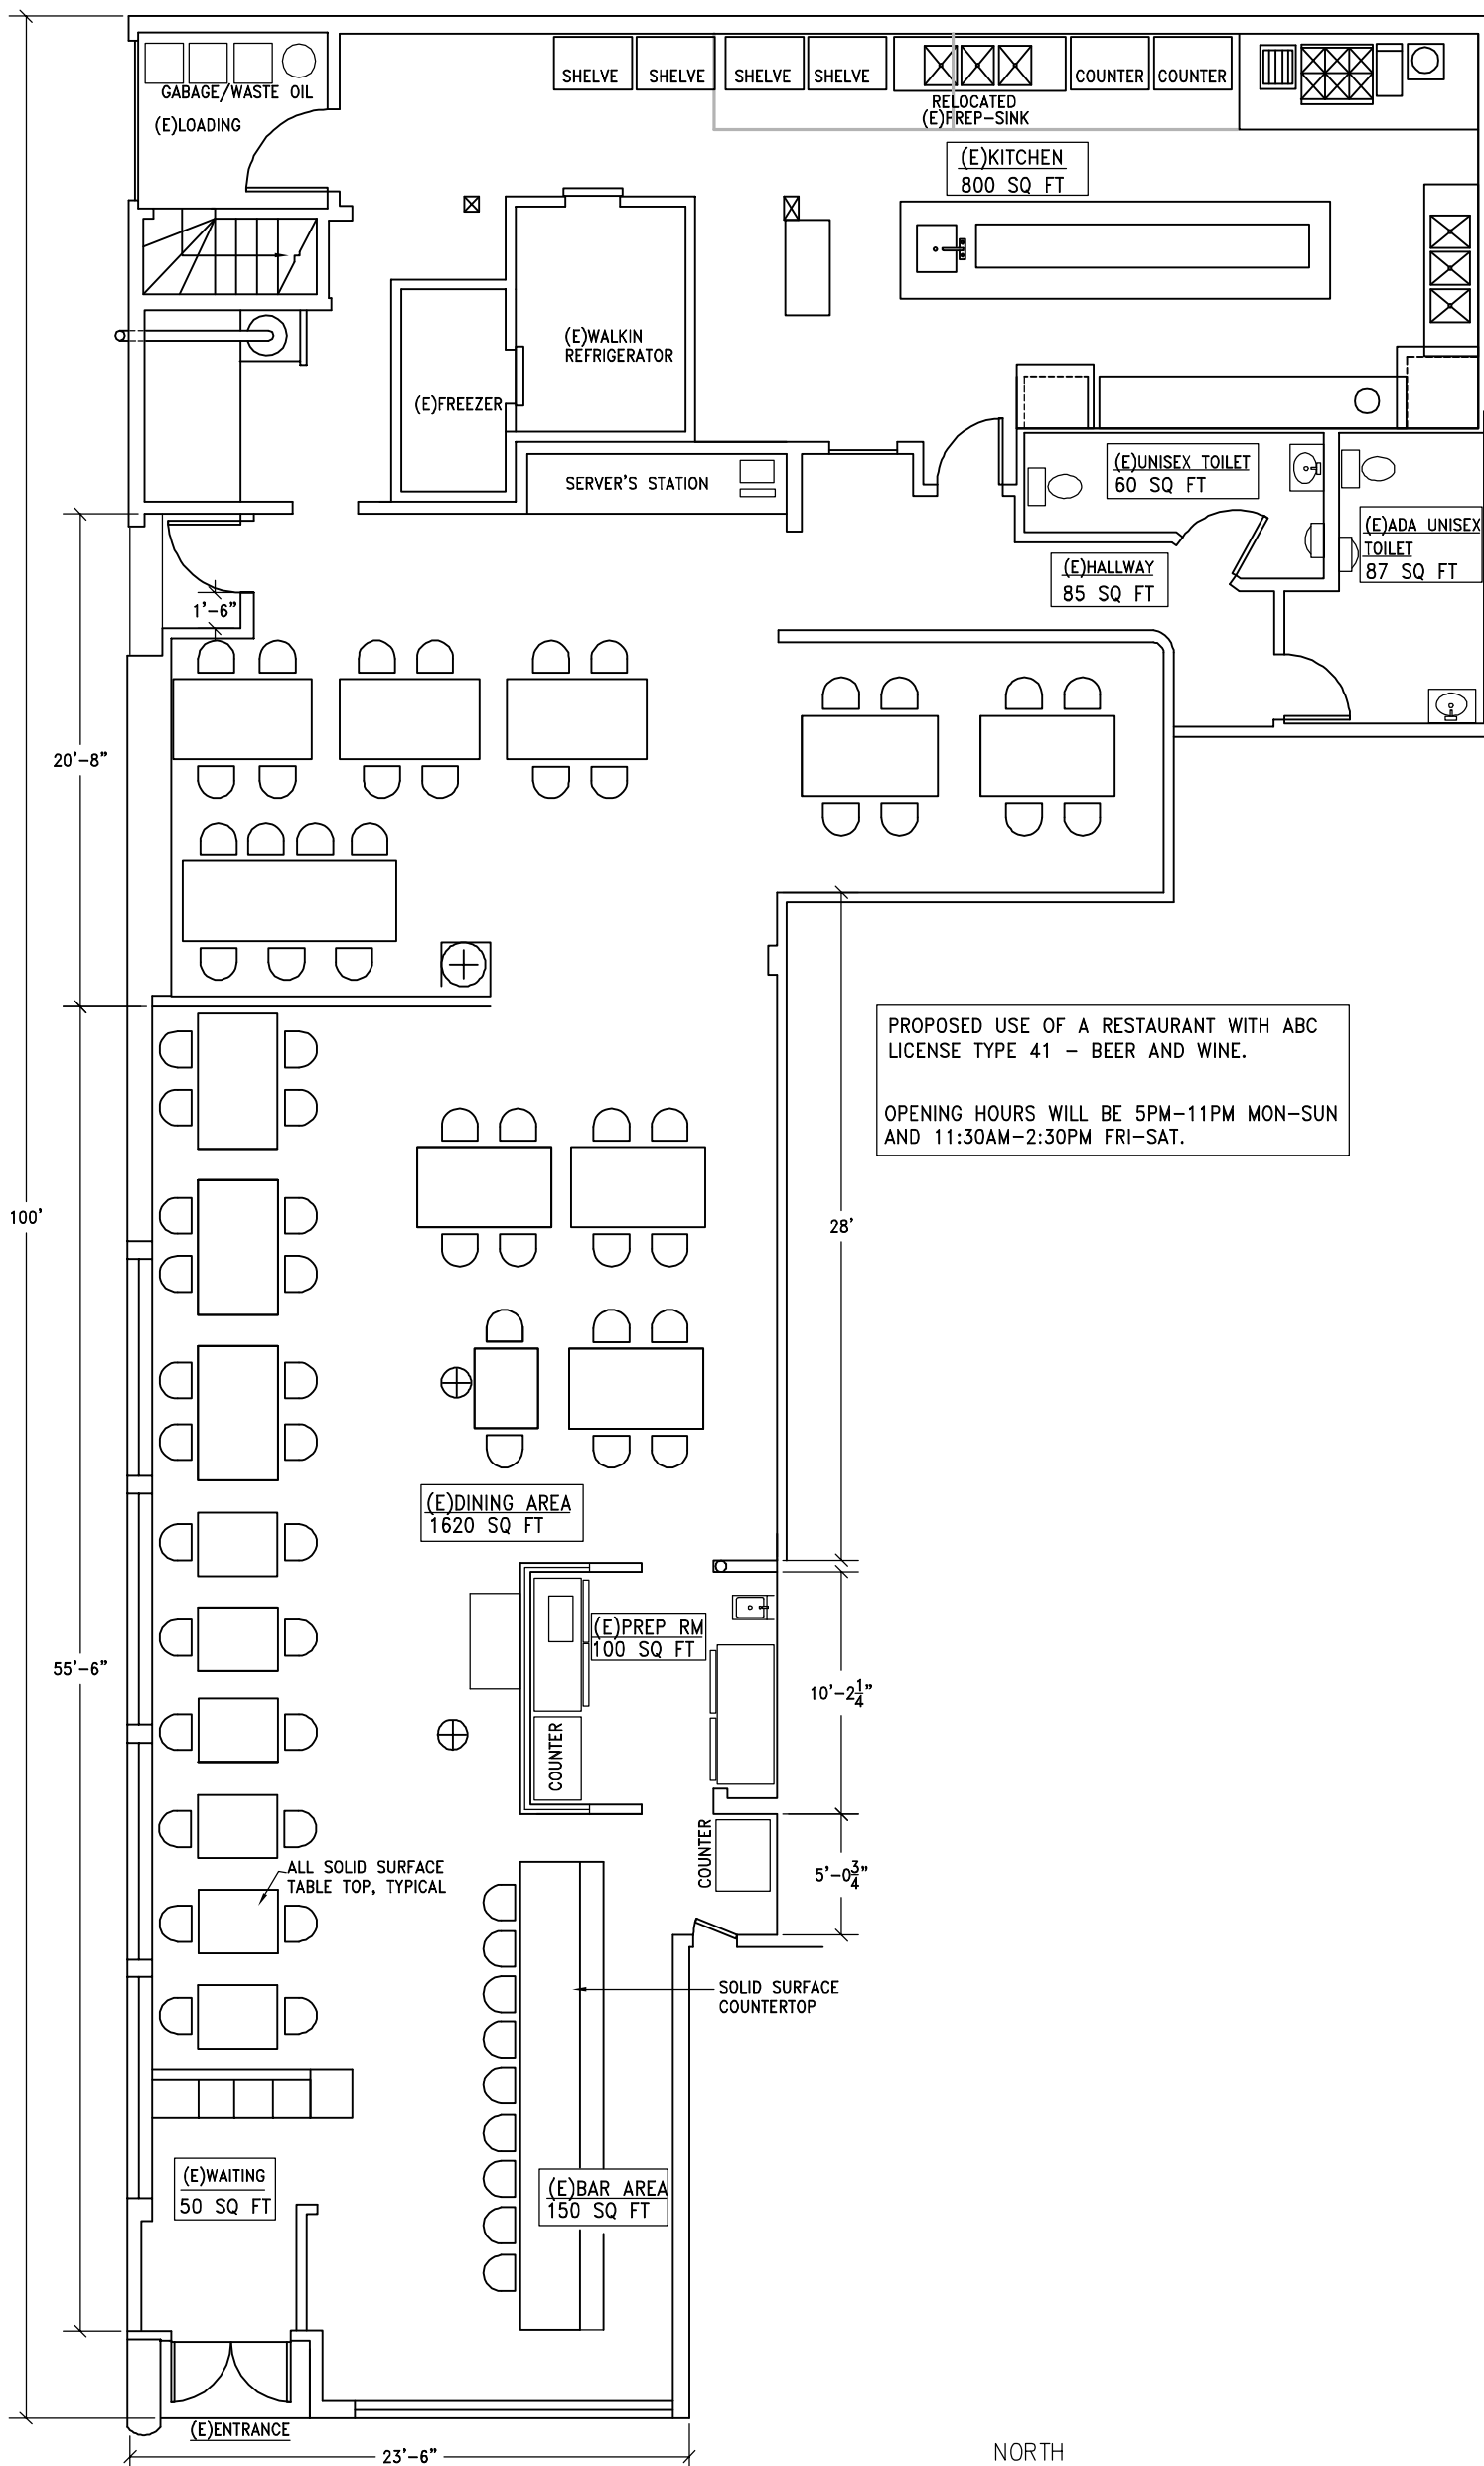 SHELVE
SHELVE
SHELVE
SHELVE
COUNTER
COUNTER
GABAGE/WASTE OIL
RELOCATED
(E)PREP-SINK
(E)LOADING
(E)KITCHEN
800 SQ FT
(E)WALKIN
REFRIGERATOR
(E)FREEZER
SERVER'S STATION
(E)UNISEX TOILET
60 SQ FT
(E)ADA UNISEX
TOILET
87 SQ FT
(E)HALLWAY
85 SQ FT
1'-6"
20'-8"
PROPOSED USE OF A RESTAURANT WITH ABC
LICENSE TYPE 41 - BEER AND WINE.
OPENING HOURS WILL BE 5PM-11PM MON-SUN
AND 11:30AM-2:30PM FRI-SAT.
100'
28'
(E)DINING AREA
1620 SQ FT
(E)PREP RM
100 SQ FT
55'-6"
10'-2 1/4"
COUNTER
COUNTER
ALL SOLID SURFACE
TABLE TOP, TYPICAL
5'-0 3/4"
SOLID SURFACE
COUNTERTOP
(E)WAITING
50 SQ FT
(E)BAR AREA
150 SQ FT
(E)ENTRANCE
23'-6"
NORTH